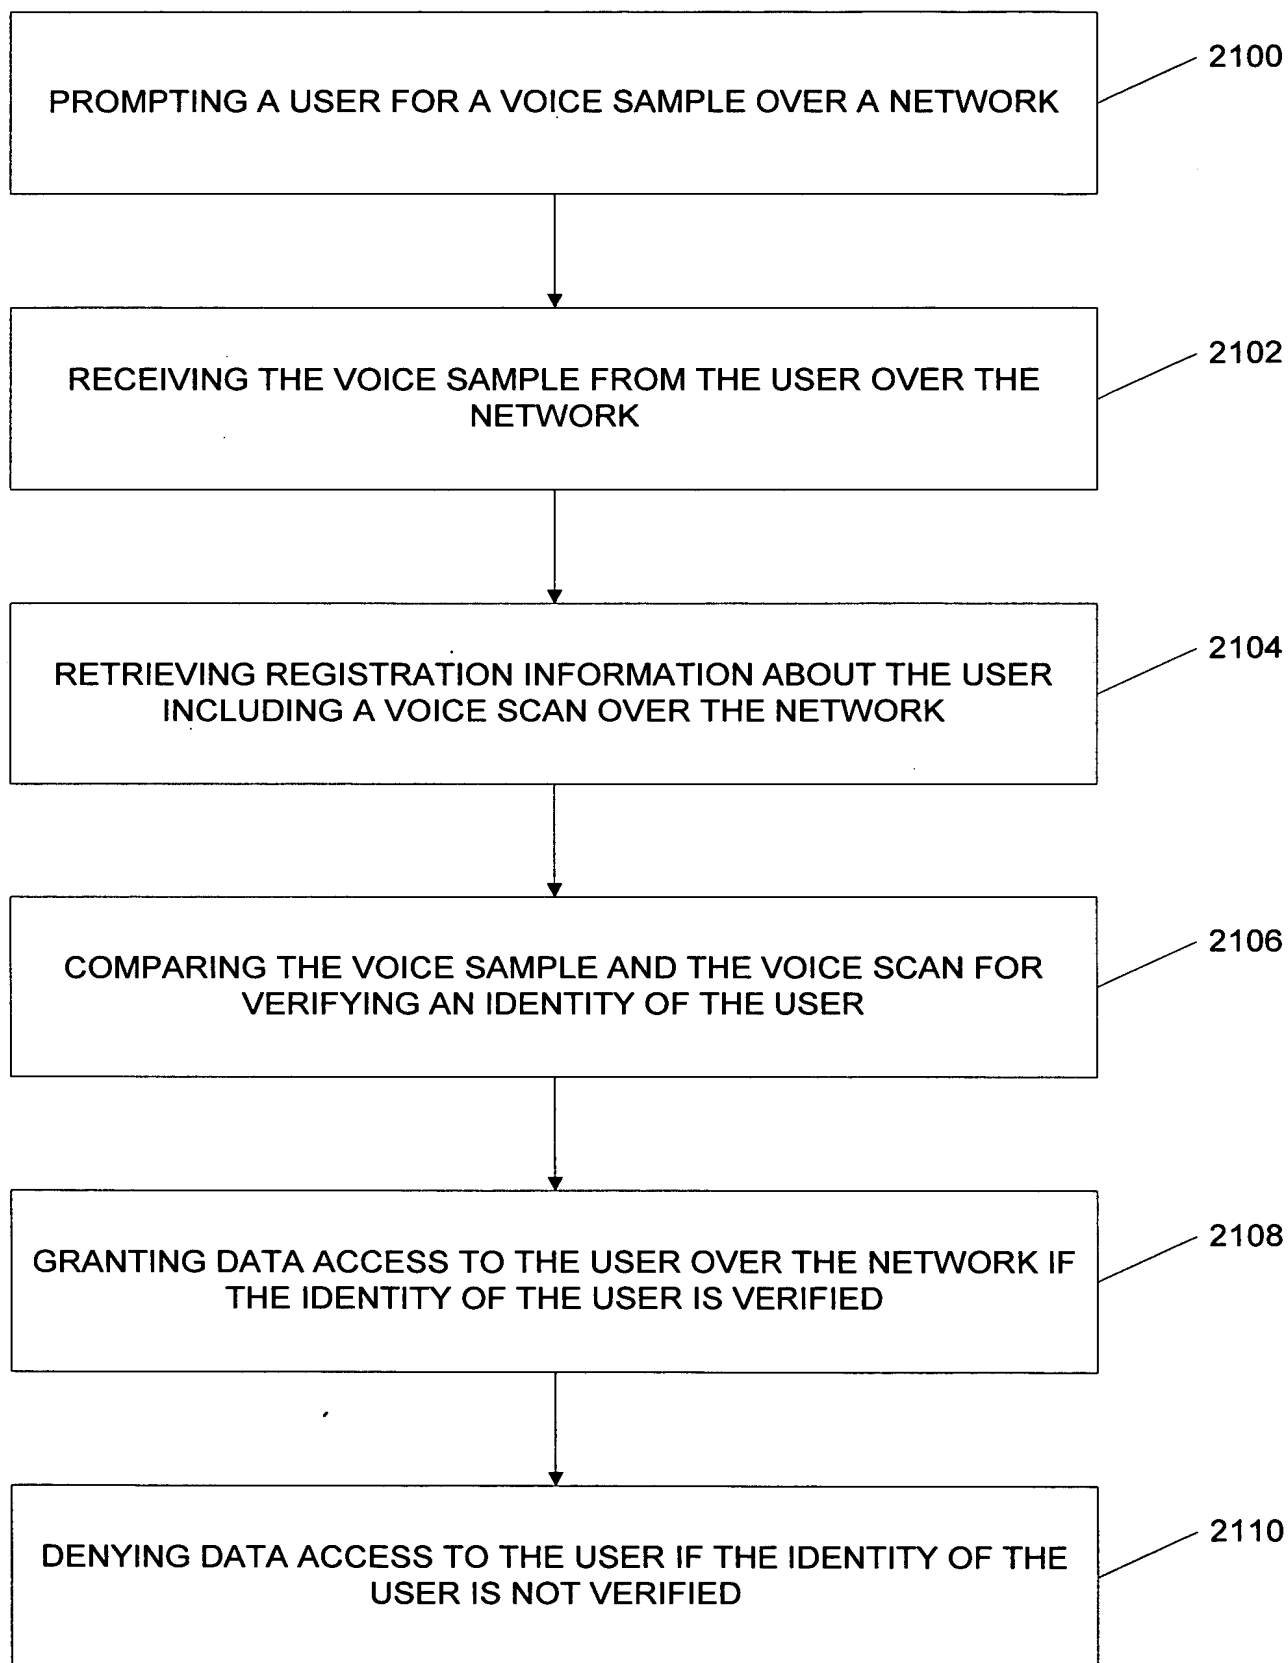 PROMPTING A USER FOR A VOICE SAMPLE OVER A NETWORK
2100
RECEIVING THE VOICE SAMPLE FROM THE USER OVER THE
NETWORK
2102
RETRIEVING REGISTRATION INFORMATION ABOUT THE USER
INCLUDING A VOICE SCAN OVER THE NETWORK
2104
COMPARING THE VOICE SAMPLE AND THE VOICE SCAN FOR
VERIFYING AN IDENTITY OF THE USER
2106
GRANTING DATA ACCESS TO THE USER OVER THE NETWORK IF
THE IDENTITY OF THE USER IS VERIFIED
2108
DENYING DATA ACCESS TO THE USER IF THE IDENTITY OF THE
USER IS NOT VERIFIED
2110